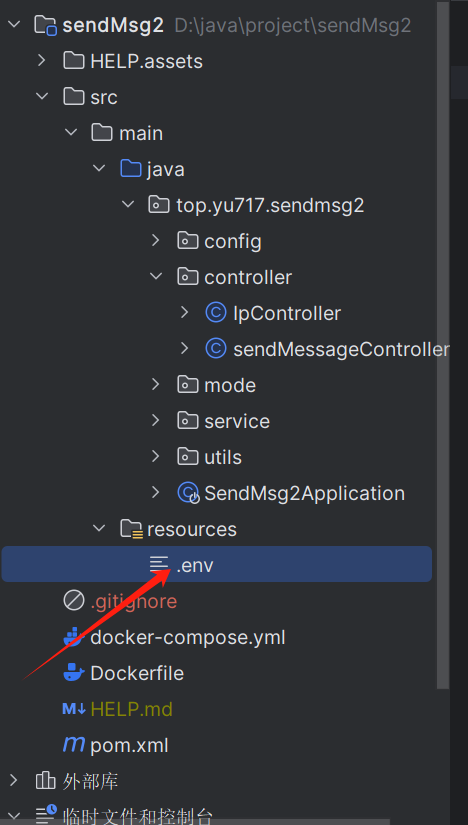 sendMsg2 D:\java\project\sendMsg2
HELP.assets
src
main
java
top.yu717.sendmsg2
config
controller
IpController
sendMessageController
mode
service
utils
SendMsg2Application
resources
.env
.gitignore
docker-compose.yml
Dockerfile
M↓ HELP.md
m pom.xml
外部库
临时文件和控制台